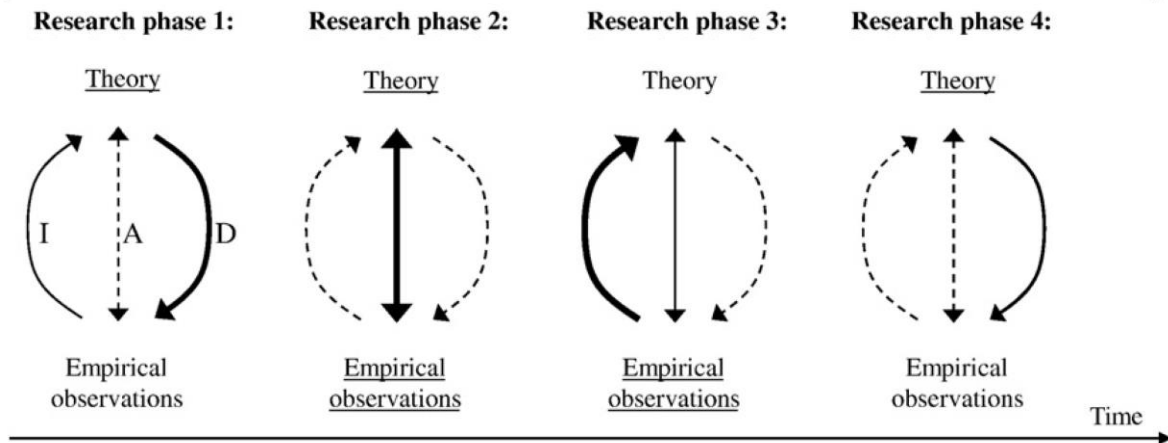 Research phase 1: Research phase 2: Research phase 3: Research phase 4:
Theory Theory Theory Theory
I A D
Empirical observations
Empirical observations
Empirical observations
Empirical observations
Time